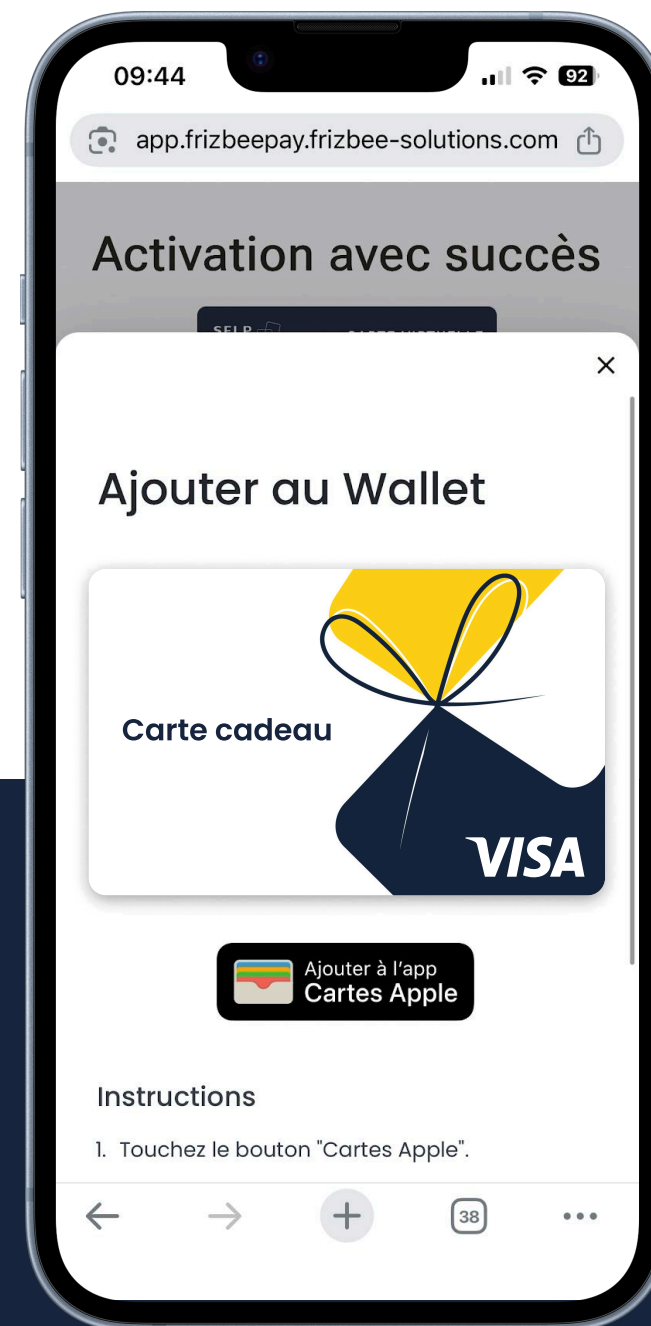 09:44
92
app.frizbeepay.frizbee-solutions.com
Activation avec succès
SELP
Ajouter au Wallet
Carte cadeau
VISA
Ajouter à l'app
Cartes Apple
Instructions
1. Touchez le bouton "Cartes Apple".
38